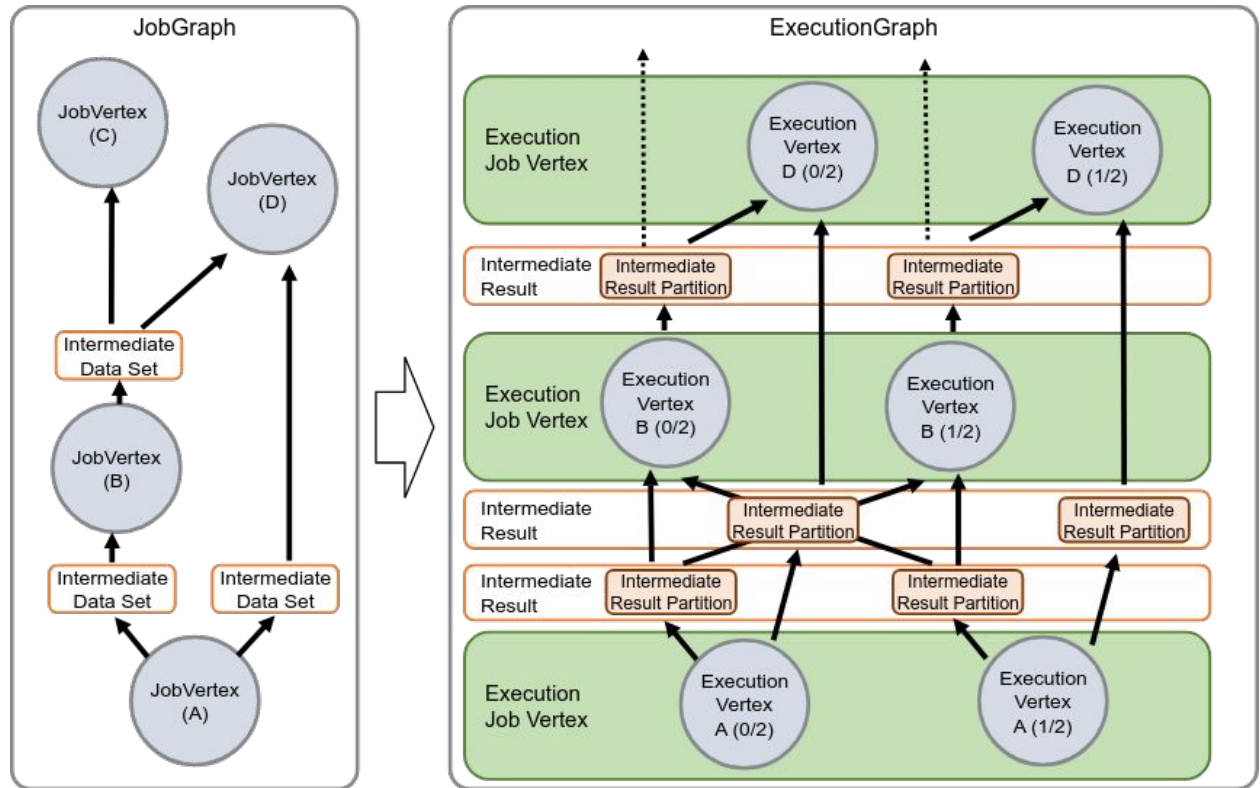 JobGraph
JobVertex
(C)
JobVertex
(D)
Intermediate
Data Set
JobVertex
(B)
Intermediate
Data Set
Intermediate
Data Set
JobVertex
(A)
ExecutionGraph
Execution
Job Vertex
Execution
Vertex
D (0/2)
Execution
Vertex
D (1/2)
Intermediate
Result
Intermediate
Result Partition
Intermediate
Result Partition
Execution
Job Vertex
Execution
Vertex
B (0/2)
Execution
Vertex
B (1/2)
Intermediate
Result
Intermediate
Result Partition
Intermediate
Result Partition
Intermediate
Result
Intermediate
Result Partition
Intermediate
Result Partition
Execution
Job Vertex
Execution
Vertex
A (0/2)
Execution
Vertex
A (1/2)